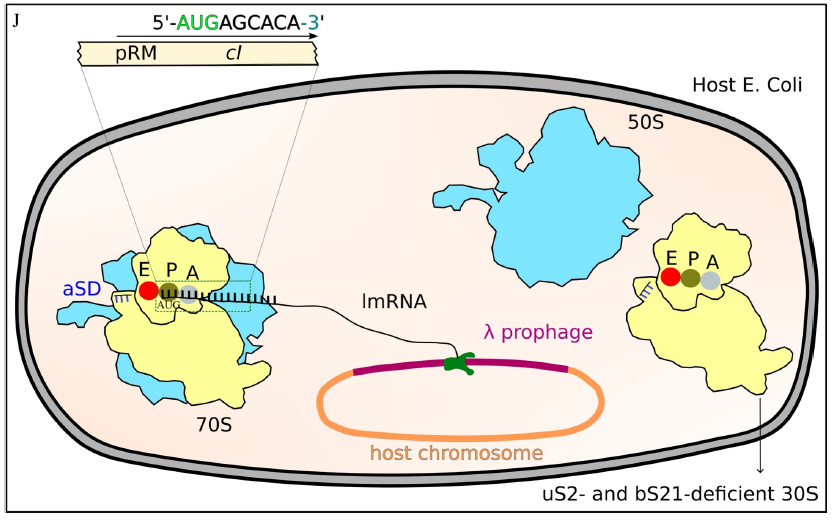 J
5'-AUGAGCACA-3'
pRM cI
Host E. Coli
50S
E P A
E P A
aSD
AUG
lmRNA
λ prophage
70S
host chromosome
uS2- and bS21-deficient 30S